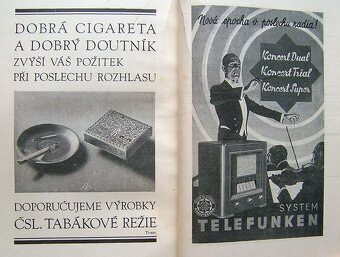 DOBRÁ CIGARETA
A DOBRÝ DOUTNÍK
ZVÝŠÍ VÁŠ POŽITEK
PŘI POSLECHU ROZHLASU
DOPORUČUJEME VÝROBKY
ČSL. TABÁKOVÉ REŽIE
Nová epocha v poslechu radia!
Koncert Dual
Koncert Trial
Koncert Super
SYSTEM
TELEFUNKEN